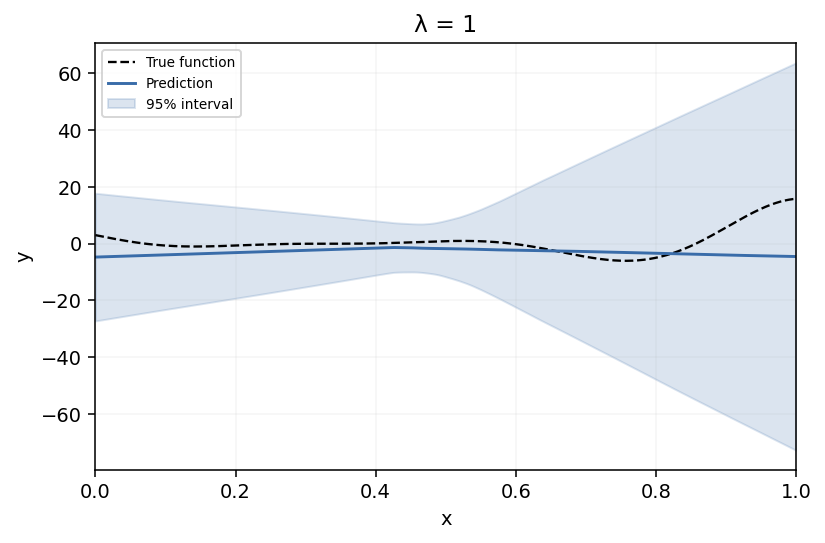 λ = 1
True function
Prediction
95% interval
60
40
20
0
−20
−40
−60
y
0.0 0.2 0.4 0.6 0.8 1.0
x